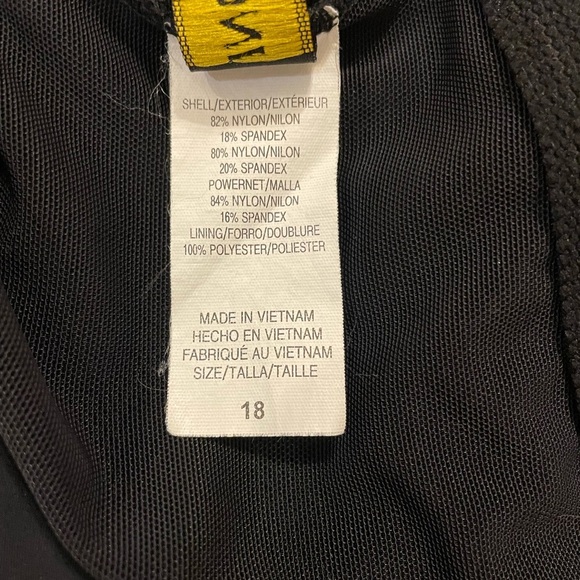 SHELL/EXTERIOR/EXTÉRIEUR
82% NYLON/NILON
18% SPANDEX
80% NYLON/NILON
20% SPANDEX
POWERNET/MALLA
84% NYLON/NILON
16% SPANDEX
LINING/FORRO/DOUBLURE
100% POLYESTER/POLIESTER
MADE IN VIETNAM
HECHO EN VIETNAM
FABRIQUÉ AU VIETNAM
SIZE/TALLA/TAILLE
18